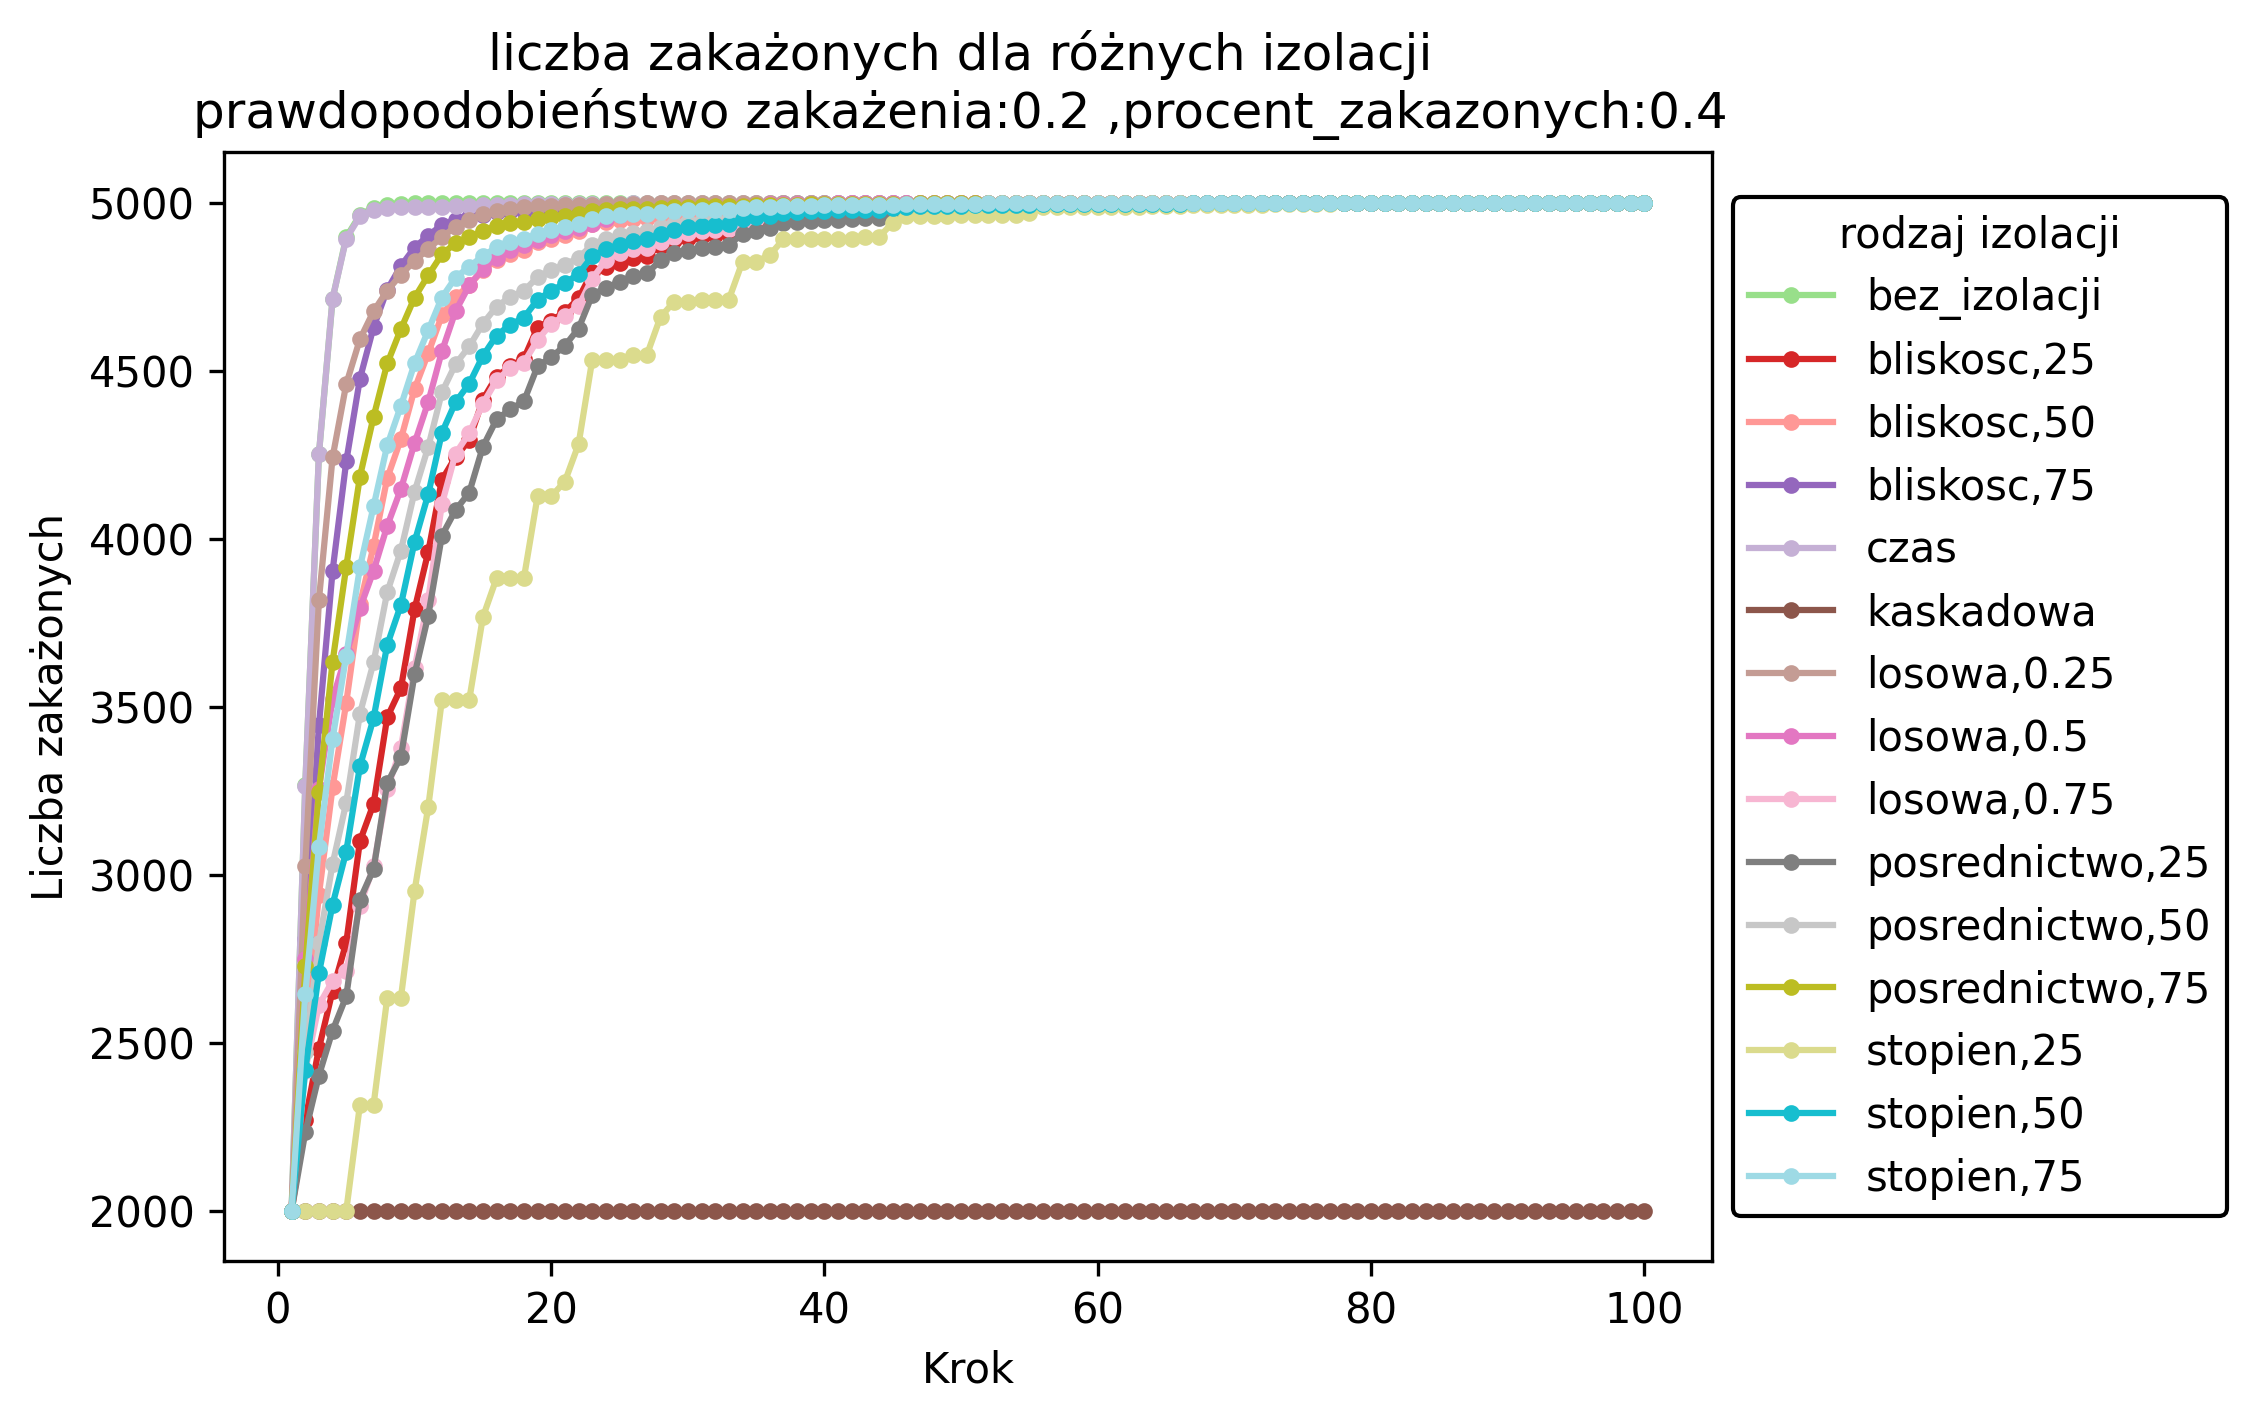 liczba zakażonych dla różnych izolacji
prawdopodobieństwo zakażenia:0.2 ,procent_zakazonych:0.4
Liczba zakażonych
5000
4500
4000
3500
3000
2500
2000
0 20 40 60 80 100
Krok
rodzaj izolacji
bez_izolacji
bliskosc,25
bliskosc,50
bliskosc,75
czas
kaskadowa
losowa,0.25
losowa,0.5
losowa,0.75
posrednictwo,25
posrednictwo,50
posrednictwo,75
stopien,25
stopien,50
stopien,75